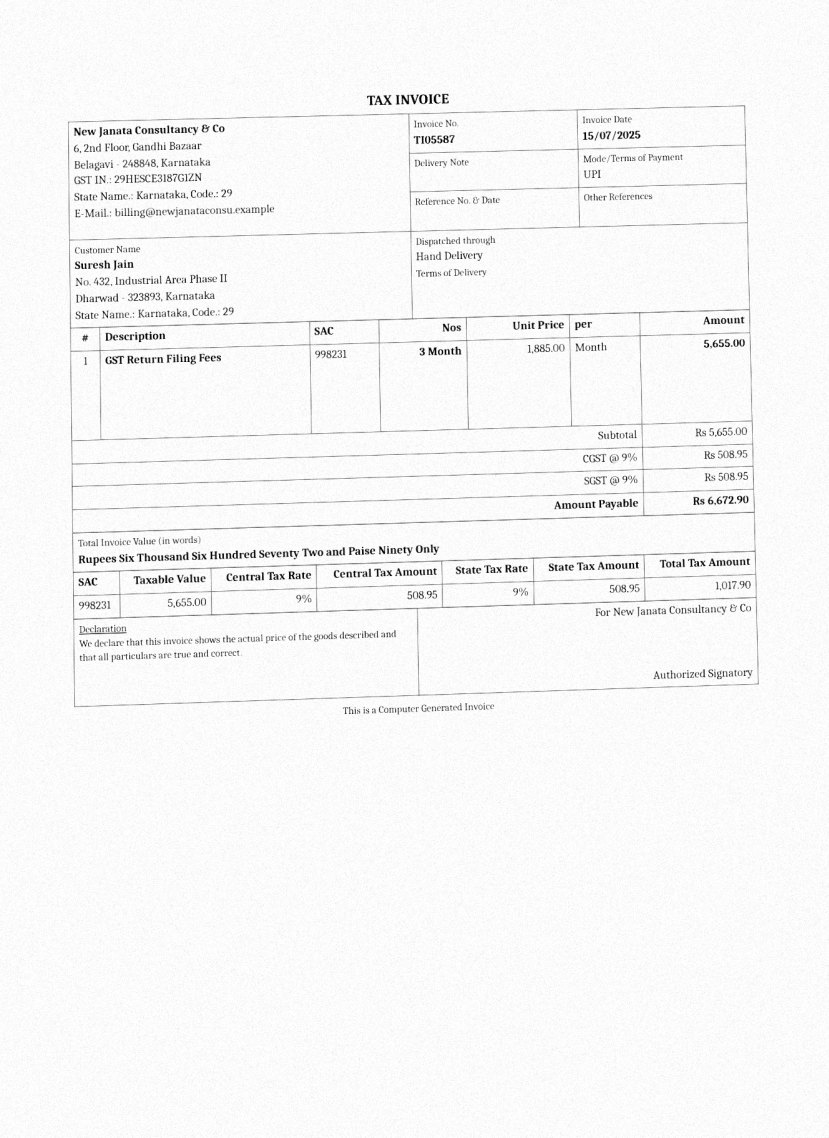 TAX INVOICE
New Janata Consultancy & Co
6, 2nd Floor, Gandhi Bazaar
Belagavi - 248848, Karnataka
GST IN.: 29HESCE3187G1ZN
State Name.: Karnataka, Code.: 29
E-Mail.: billing@newjanataconsu.example
Invoice No.
TI05587
Invoice Date
15/07/2025
Delivery Note
Mode/Terms of Payment
UPI
Reference No. & Date
Other References
Customer Name
Suresh Jain
No. 432, Industrial Area Phase II
Dharwad - 323893, Karnataka
State Name.: Karnataka, Code.: 29
Dispatched through
Hand Delivery
Terms of Delivery
# Description SAC Nos Unit Price per Amount
1 GST Return Filing Fees 998231 3 Month 1,885.00 Month 5,655.00
Subtotal Rs 5,655.00
CGST @ 9% Rs 508.95
SGST @ 9% Rs 508.95
Amount Payable Rs 6,672.90
Total Invoice Value (in words)
Rupees Six Thousand Six Hundred Seventy Two and Paise Ninety Only
SAC Taxable Value Central Tax Rate Central Tax Amount State Tax Rate State Tax Amount Total Tax Amount
998231 5,655.00 9% 508.95 9% 508.95 1,017.90
Declaration
We declare that this invoice shows the actual price of the goods described and
that all particulars are true and correct.
For New Janata Consultancy & Co
Authorized Signatory
This is a Computer Generated Invoice